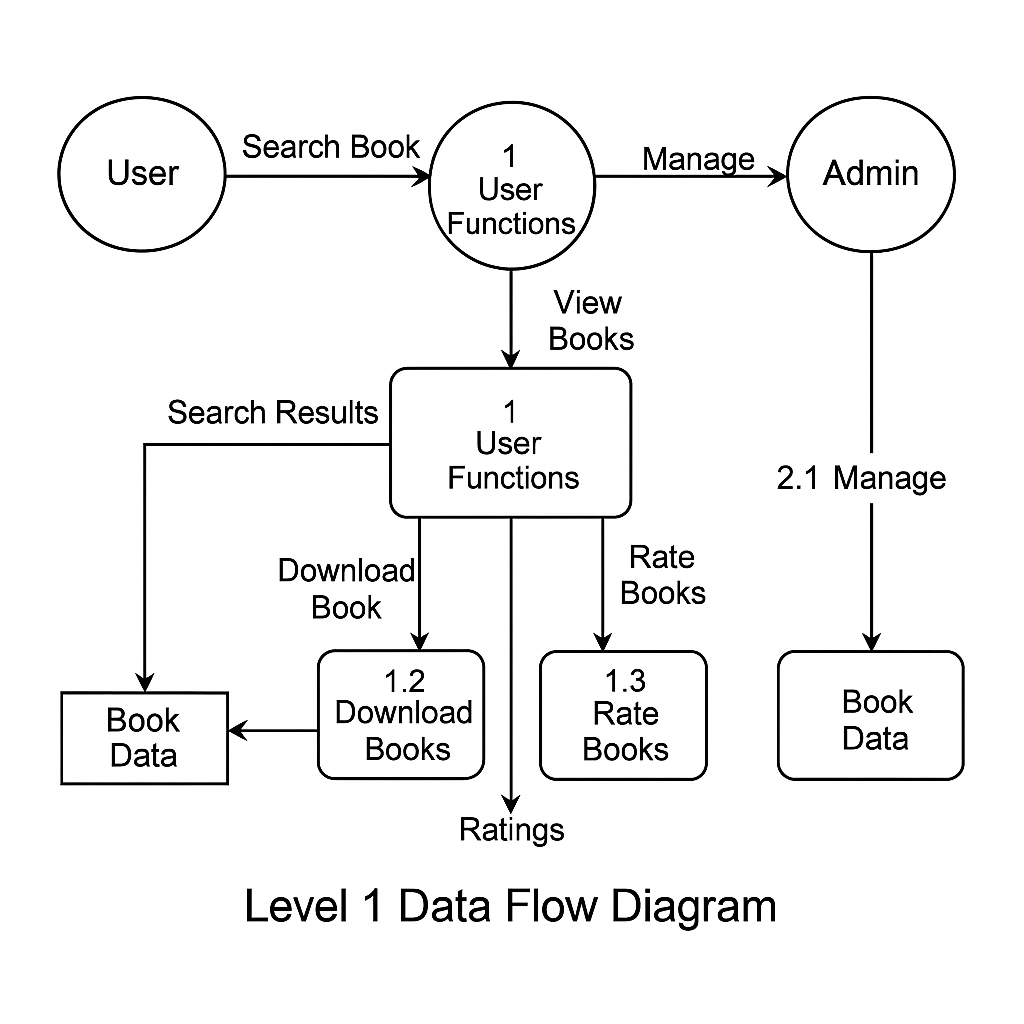 User
Search Book
1
User
Functions
Manage
Admin
View
Books
Search Results
1
User
Functions
2.1 Manage
Download
Book
Rate
Books
Book
Data
1.2
Download
Books
1.3
Rate
Books
Book
Data
Ratings
Level 1 Data Flow Diagram